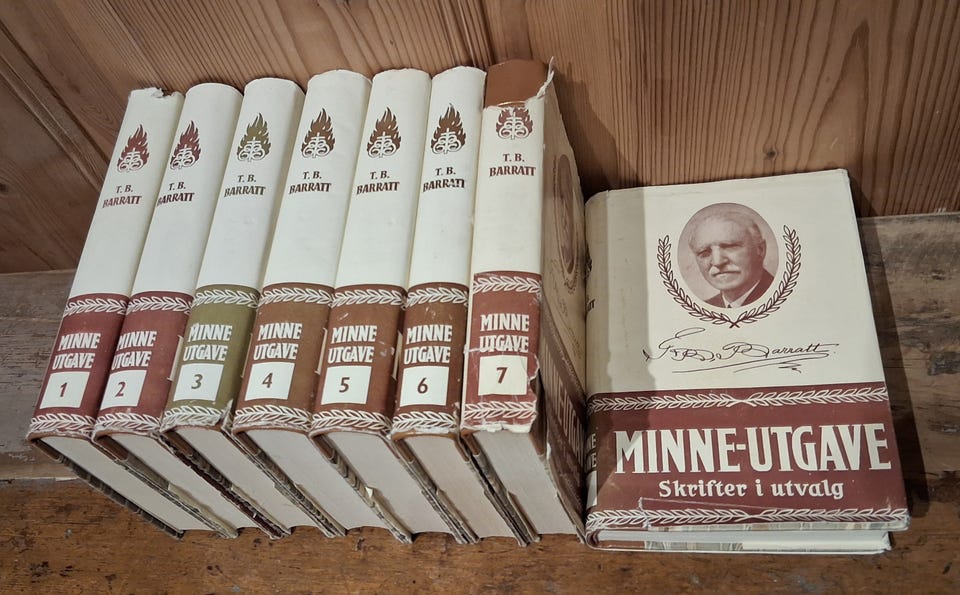 T. B.
BARRATT
MINNE
UTGAVE
1
T. B.
BARRATT
MINNE
UTGAVE
2
T. B.
BARRATT
MINNE
UTGAVE
3
T. B.
BARRATT
MINNE
UTGAVE
4
T. B.
BARRATT
MINNE
UTGAVE
5
T. B.
BARRATT
MINNE
UTGAVE
6
T. B.
BARRATT
MINNE
UTGAVE
7
T B Barratt.
MINNE-UTGAVE
Skrifter i utvalg